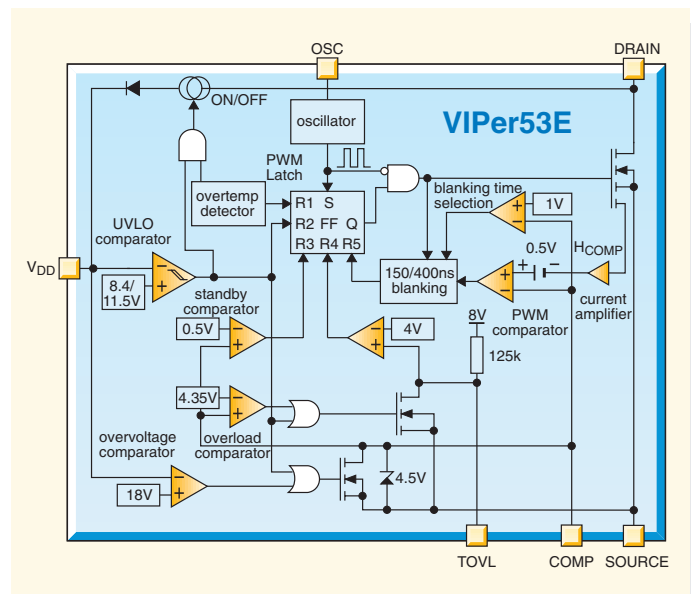 OSC
DRAIN
ON/OFF
VIPer53E
oscillator
PWM
Latch
blanking time
selection
1V
overtemp
detector
R1 S
R2 FF Q
R3 R4 R5
UVLO
comparator
VDD
8.4/
11.5V
150/400ns
blanking
0.5V
+
−
HCOMP
current
amplifier
PWM
comparator
standby
comparator
0.5V
4V
8V
125k
4.35V
overload
comparator
overvoltage
comparator
18V
4.5V
TOVL
COMP
SOURCE